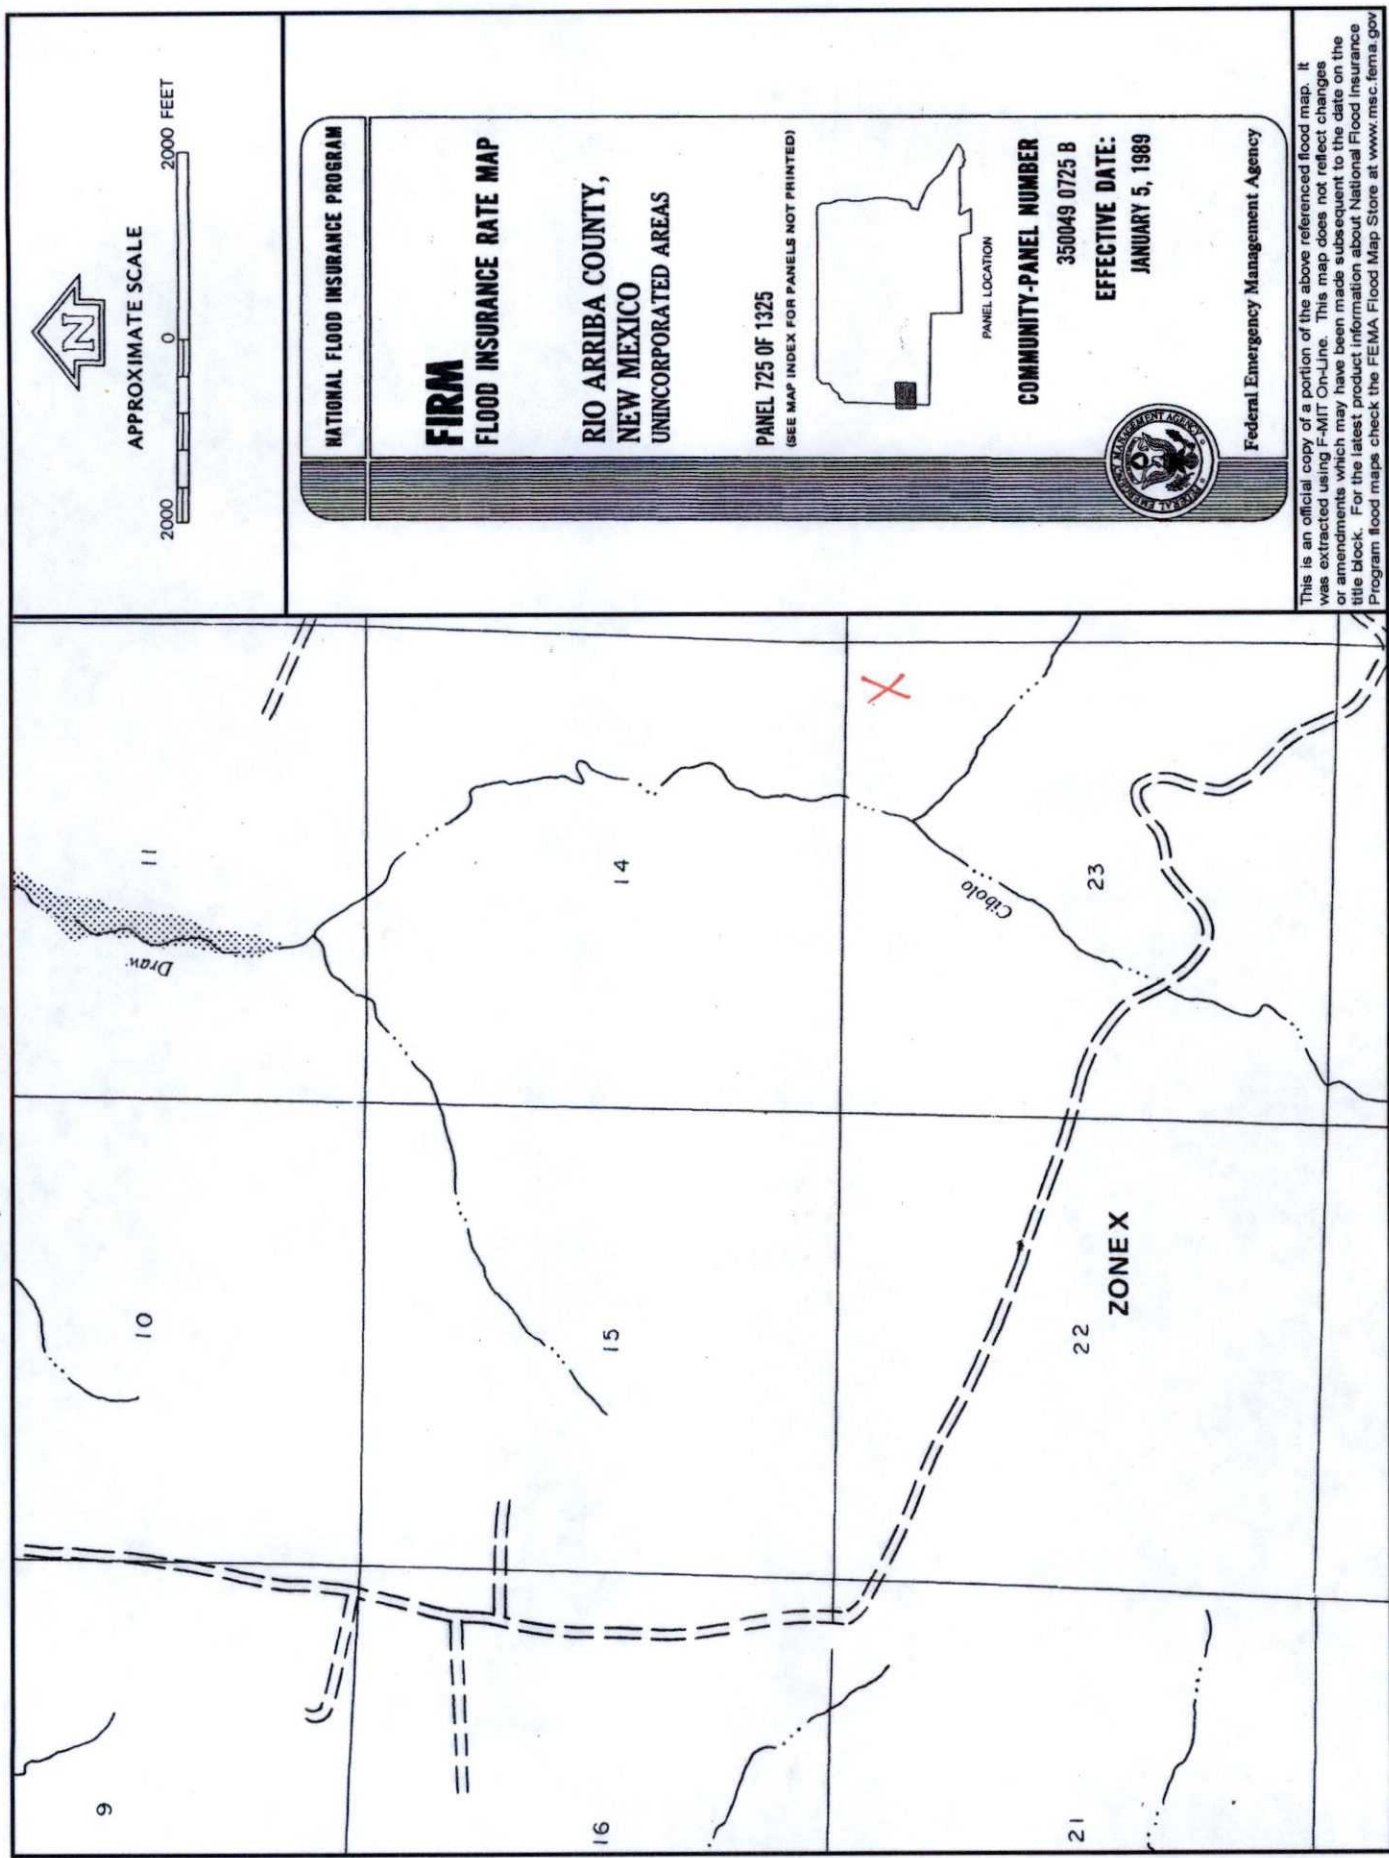 APPROXIMATE SCALE
2000 0 2000 FEET
N
NATIONAL FLOOD INSURANCE PROGRAM
FIRM
FLOOD INSURANCE RATE MAP
RIO ARRIBA COUNTY,
NEW MEXICO
UNINCORPORATED AREAS
PANEL 725 OF 1325
(SEE MAP INDEX FOR PANELS NOT PRINTED)
PANEL LOCATION
COMMUNITY-PANEL NUMBER
350049 0725 B
EFFECTIVE DATE:
JANUARY 5, 1989
FEDERAL EMERGENCY MANAGEMENT AGENCY
Federal Emergency Management Agency
This is an official copy of a portion of the above referenced flood map. It
was extracted using F-MIT On-Line. This map does not reflect changes
or amendments which may have been made subsequent to the date on the
title block. For the latest product information about National Flood Insurance
Program flood maps check the FEMA Flood Map Store at www.msc.fema.gov
9
10
11
Draw
16
15
14
21
22
23
Cibolo
ZONE X
X